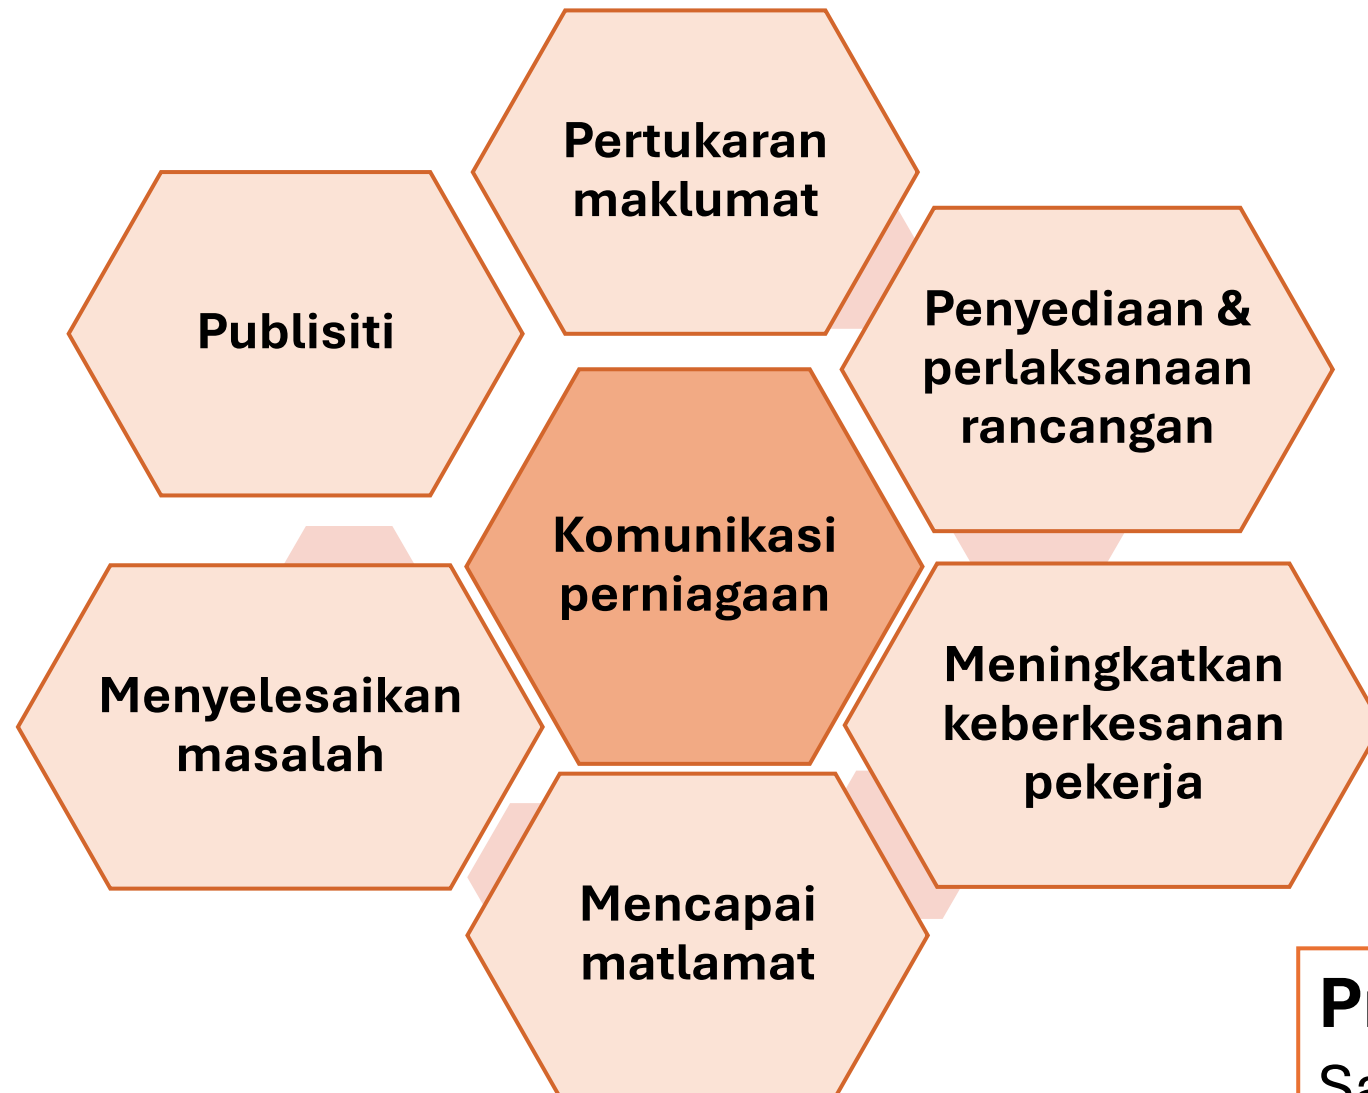 Pertukaran
maklumat
Penyediaan &
perlaksanaan
rancangan
Publisiti
Komunikasi
perniagaan
Meningkatkan
keberkesanan
pekerja
Menyelesaikan
masalah
Mencapai
matlamat